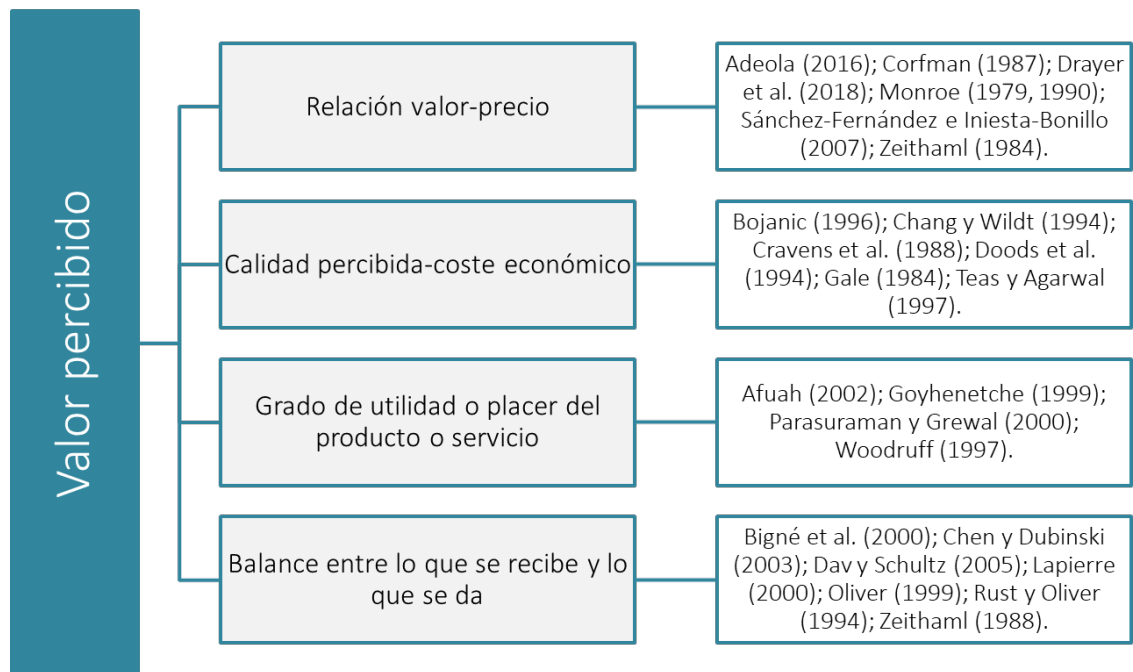 Valor percibido
Relación valor-precio
Adeola (2016); Corfman (1987); Drayer
et al. (2018); Monroe (1979, 1990);
Sánchez-Fernández e Iniesta-Bonillo
(2007); Zeithaml (1984).
Calidad percibida-coste económico
Bojanic (1996); Chang y Wildt (1994);
Cravens et al. (1988); Doods et al.
(1994); Gale (1984); Teas y Agarwal
(1997).
Grado de utilidad o placer del
producto o servicio
Afuah (2002); Goyhenetche (1999);
Parasuraman y Grewal (2000);
Woodruff (1997).
Balance entre lo que se recibe y lo
que se da
Bigné et al. (2000); Chen y Dubinski
(2003); Dav y Schultz (2005); Lapierre
(2000); Oliver (1999); Rust y Oliver
(1994); Zeithaml (1988).